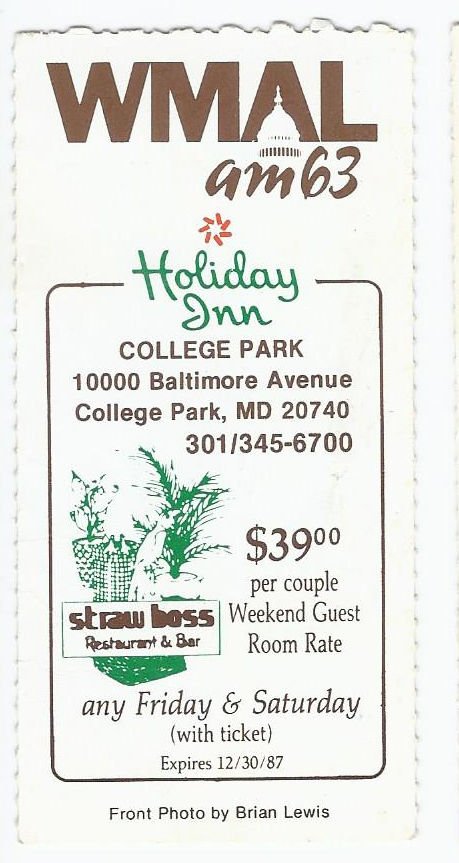 WMAL
am63
Holiday
Inn
COLLEGE PARK
10000 Baltimore Avenue
College Park, MD 20740
301/345-6700
$39⁰⁰
per couple
straw boss Weekend Guest
Restaurant & Bar Room Rate
any Friday & Saturday
(with ticket)
Expires 12/30/87
Front Photo by Brian Lewis